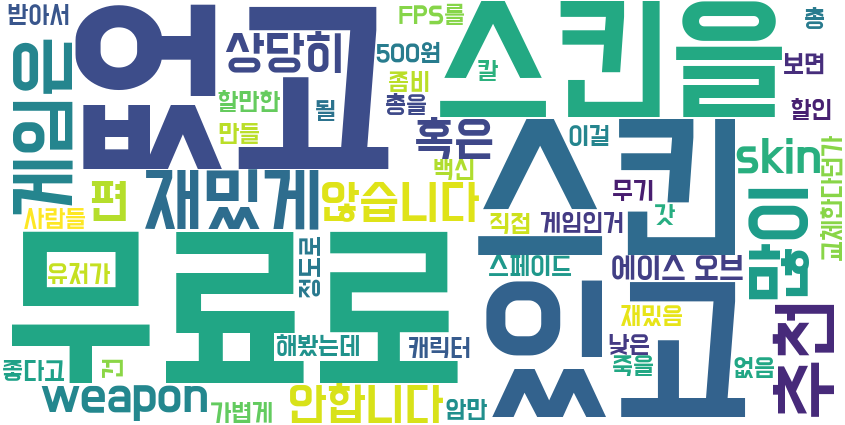 받아서
없고
상당히
FPS를
500원
칼
스킨을
총
보면
게임은
좀비
총을
할만한
될
만들
혹은
이걸
할인
백신
스킨
skin
교체한다던가
사람들
편
재밌게
않습니다
무기
갓
직접
게임인거
많이
무료로
유저가
정도로
스페이드
있고
에이스 오브
재밌음
추천
좋다고
건
해봤는데
캐릭터
낮은
죽을
없음
weapon
가볍게
안합니다
암만